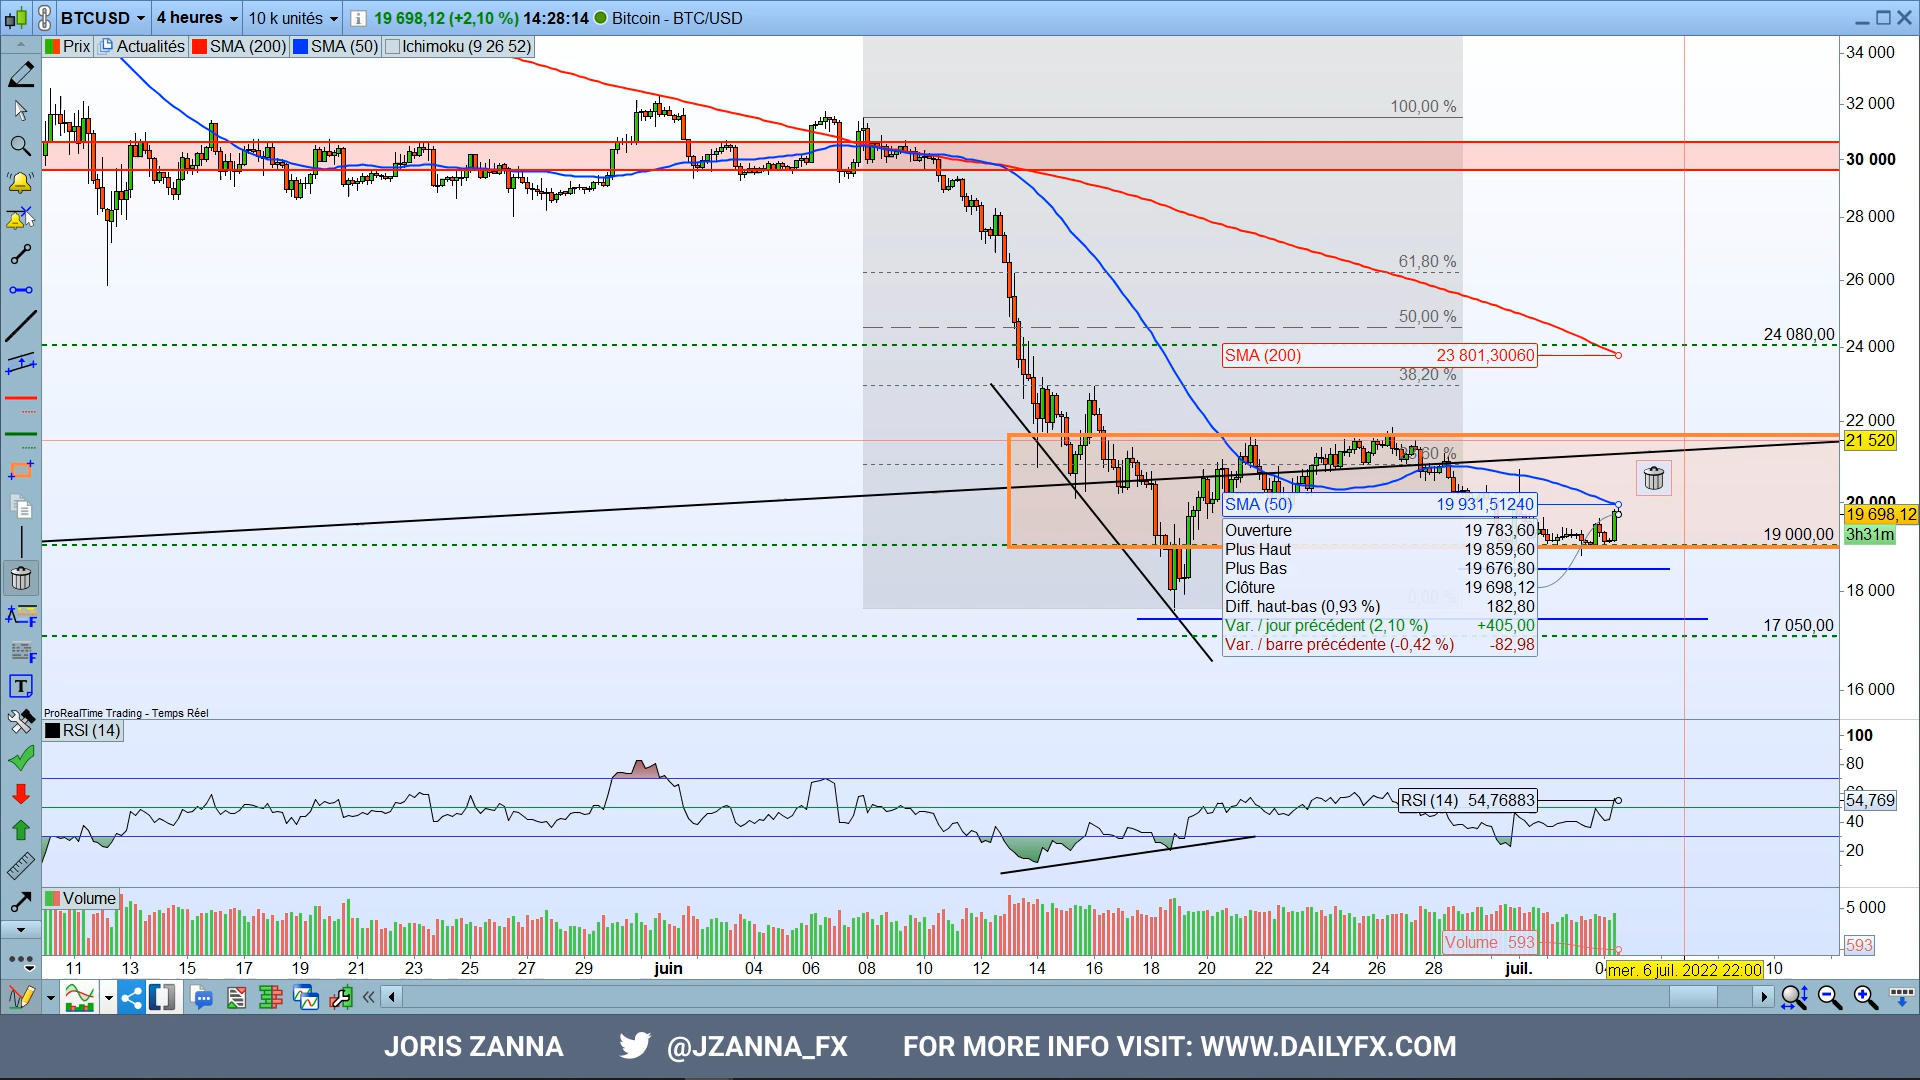 BTCUSD 4 heures 10 k unités 19 698,12 (+2,10 %) 14:28:14 Bitcoin - BTC/USD
Prix Actualités SMA (200) SMA (50) Ichimoku (9 26 52)
34 000
100,00 %
32 000
30 000
28 000
61,80 %
26 000
50,00 %
24 080,00
24 000
SMA (200) 23 801,30060
38,20 %
22 000
21 520
60 %
20 000
SMA (50) 19 931,51240
19 698,12
Ouverture 19 783,60
19 000,00
3h31m
Plus Haut 19 859,60
Plus Bas 19 676,80
Clôture 19 698,12
18 000
Diff. haut-bas (0,93 %) 182,80
Var. / jour précédent (2,10 %) +405,00
17 050,00
Var. / barre précédente (-0,42 %) -82,98
16 000
ProRealTime Trading - Temps Réel
RSI (14)
100
80
RSI (14) 54,76883
54,769
40
20
Volume
5 000
Volume 593
593
11 13 15 17 19 21 23 25 27 29 juin 04 06 08 10 12 14 16 18 20 22 24 26 28 juil. mer. 6 juil. 2022 22:00 10
JORIS ZANNA @JZANNA_FX FOR MORE INFO VISIT: WWW.DAILYFX.COM